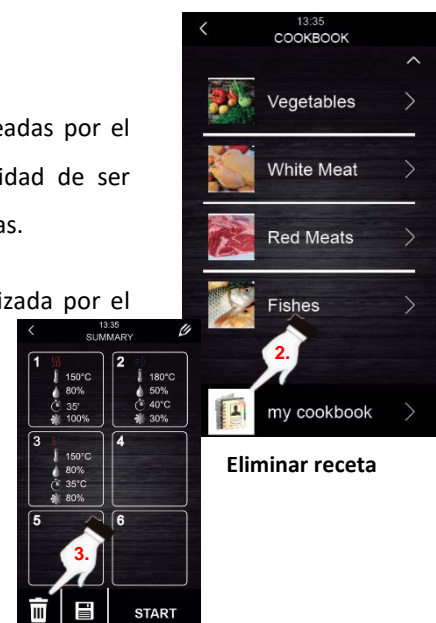 13:35
COOKBOOK
Vegetables
White Meat
Red Meats
Fishes
2.
my cookbook
eadas por el
idad de ser
as.
izada por el
13:35
SUMMARY
1
150°C
80%
35'
100%
2
180°C
50%
40°C
30%
3
150°C
80%
35°C
80%
4
5
6
3.
START
Eliminar receta